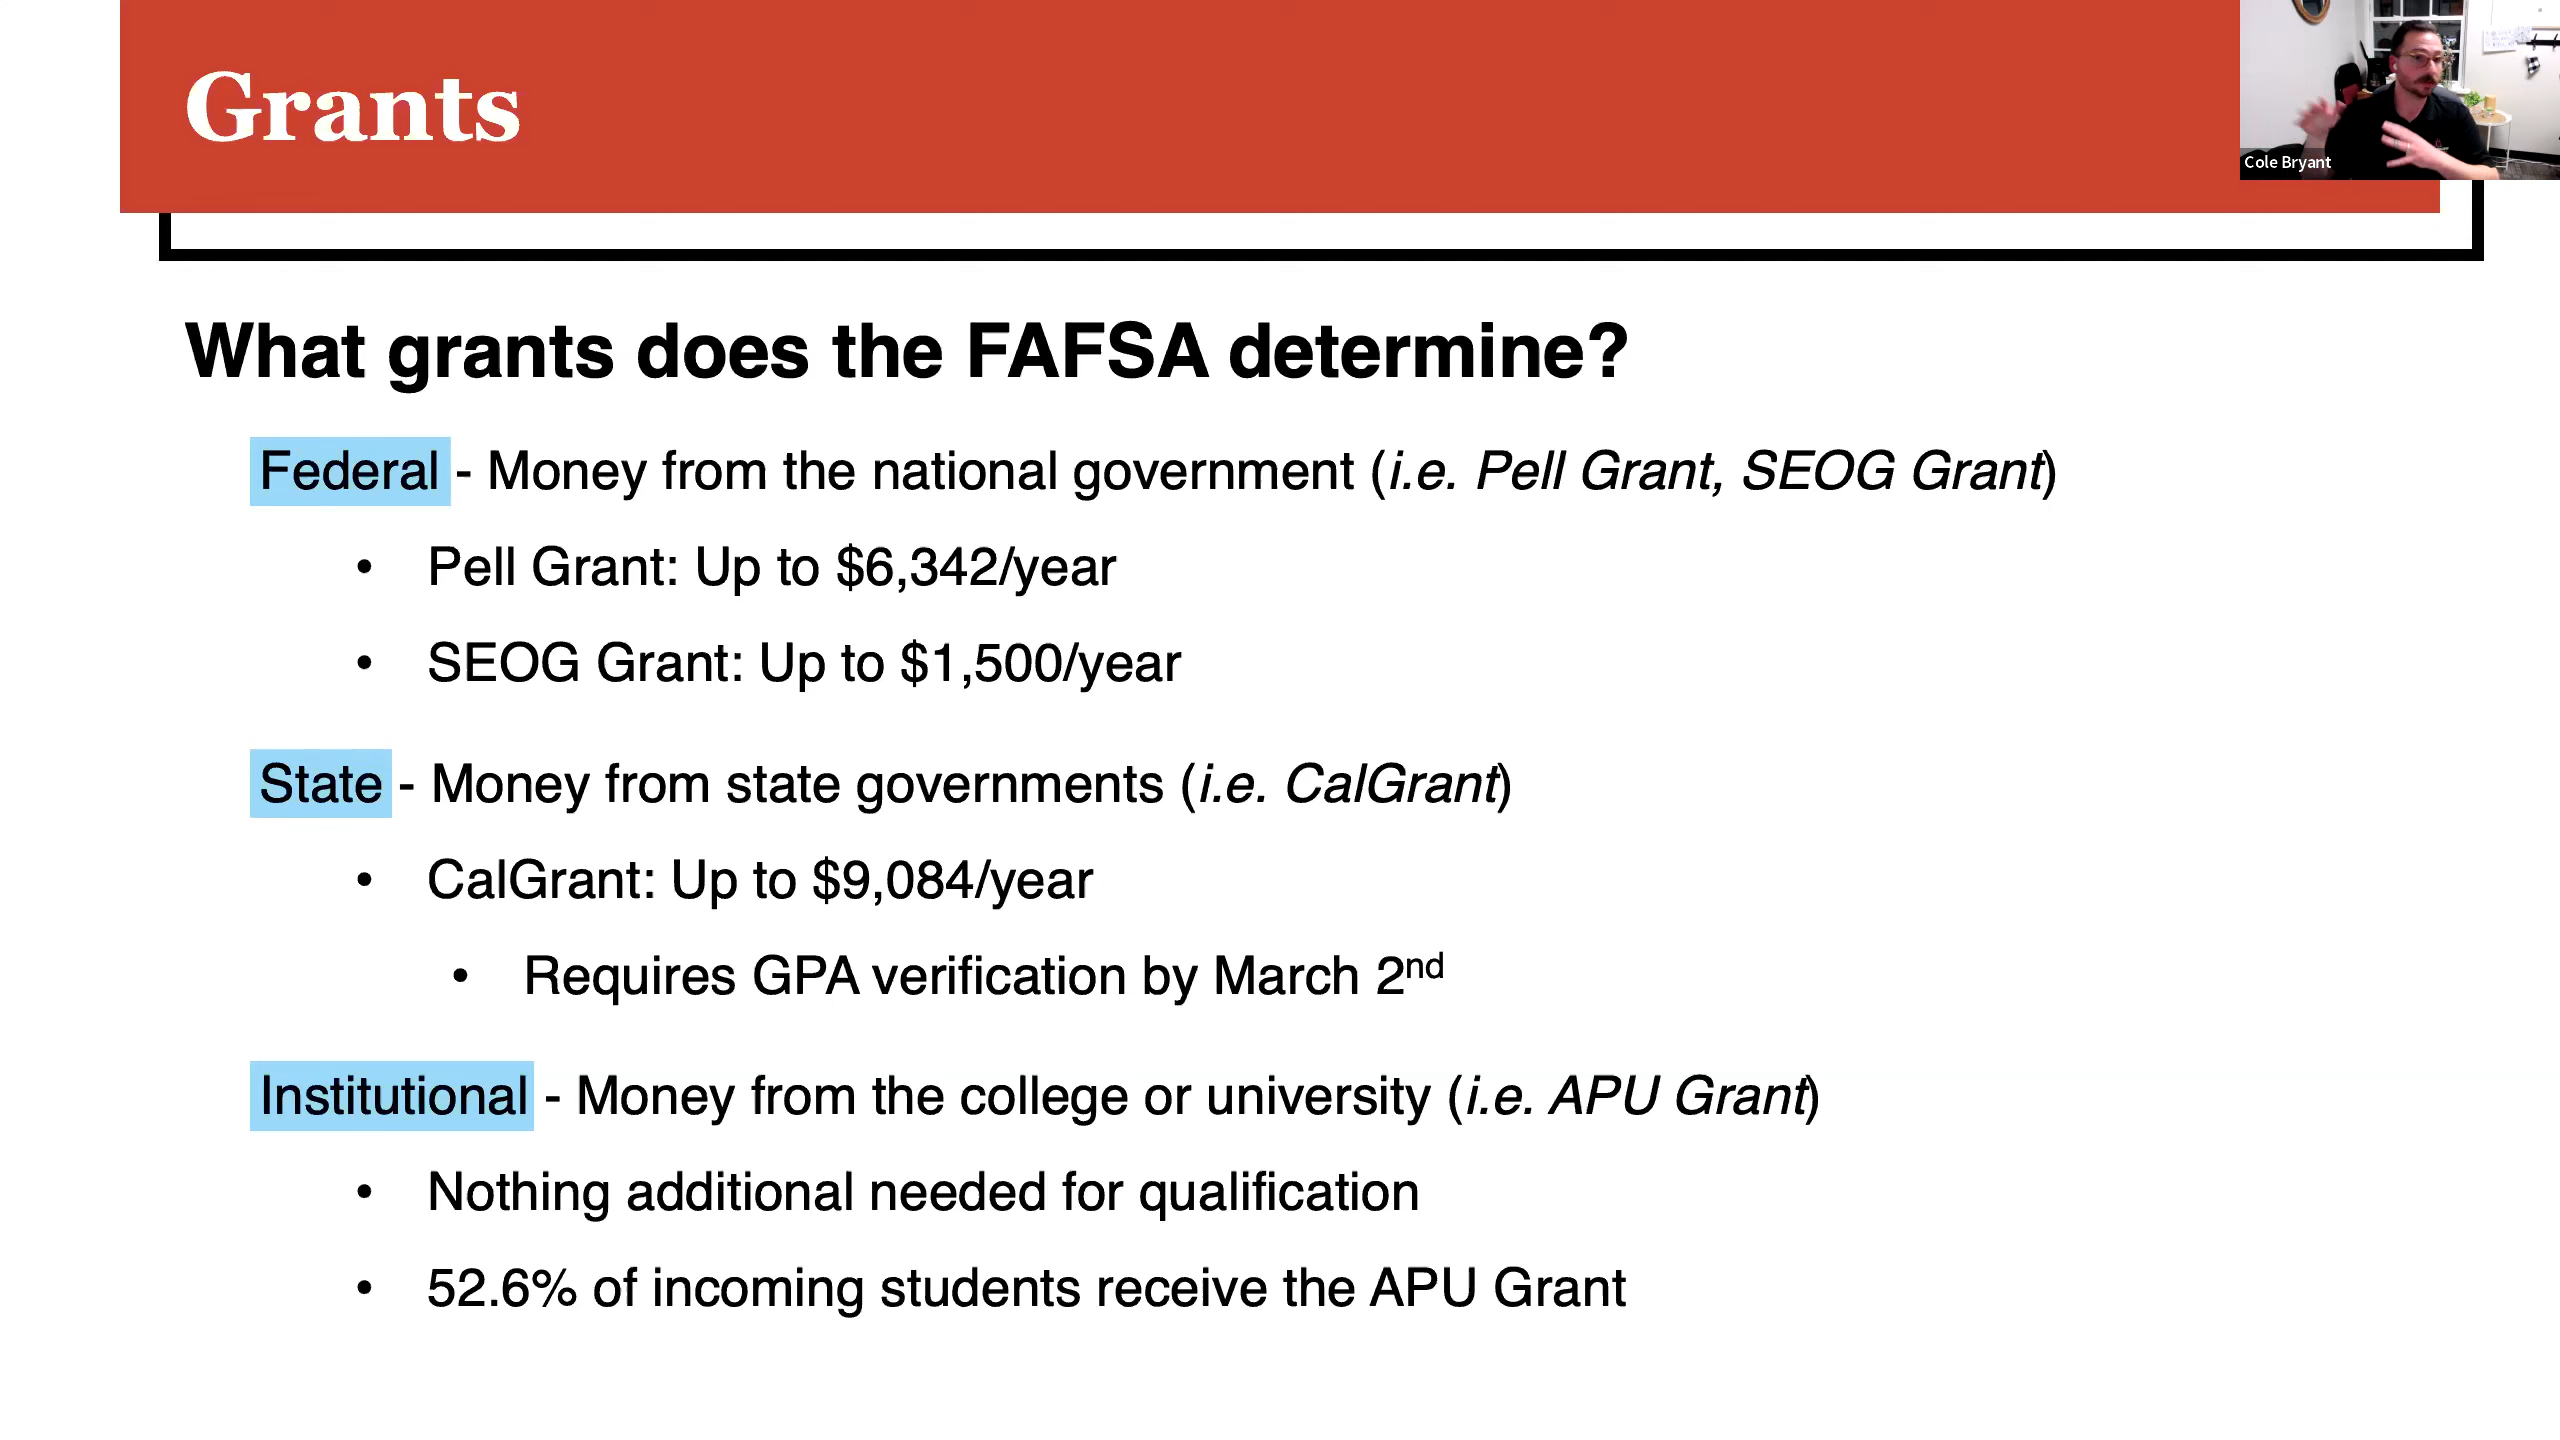 Grants
Cole Bryant
What grants does the FAFSA determine?
Federal - Money from the national government (i.e. Pell Grant, SEOG Grant)
• Pell Grant: Up to $6,342/year
• SEOG Grant: Up to $1,500/year
State - Money from state governments (i.e. CalGrant)
• CalGrant: Up to $9,084/year
• Requires GPA verification by March 2nd
Institutional - Money from the college or university (i.e. APU Grant)
• Nothing additional needed for qualification
• 52.6% of incoming students receive the APU Grant